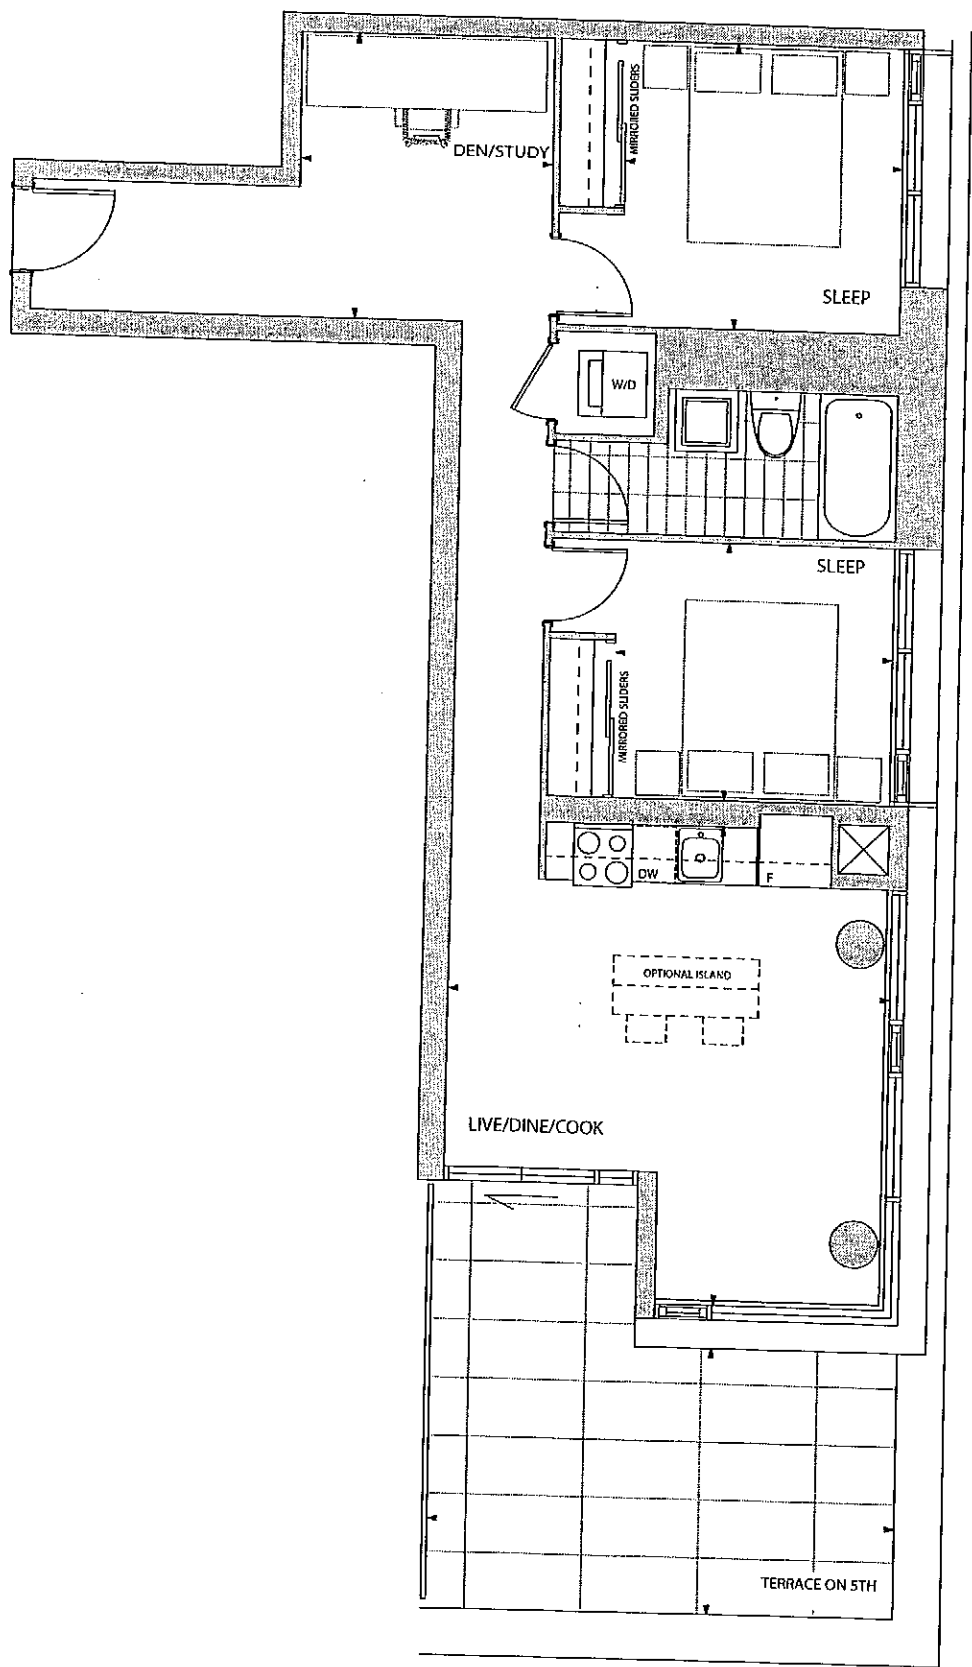 DEN/STUDY
MIRRORED SLIDERS
SLEEP
W/D
SLEEP
MIRRORED SLIDERS
DW
F
OPTIONAL ISLAND
LIVE/DINE/COOK
TERRACE ON 5TH